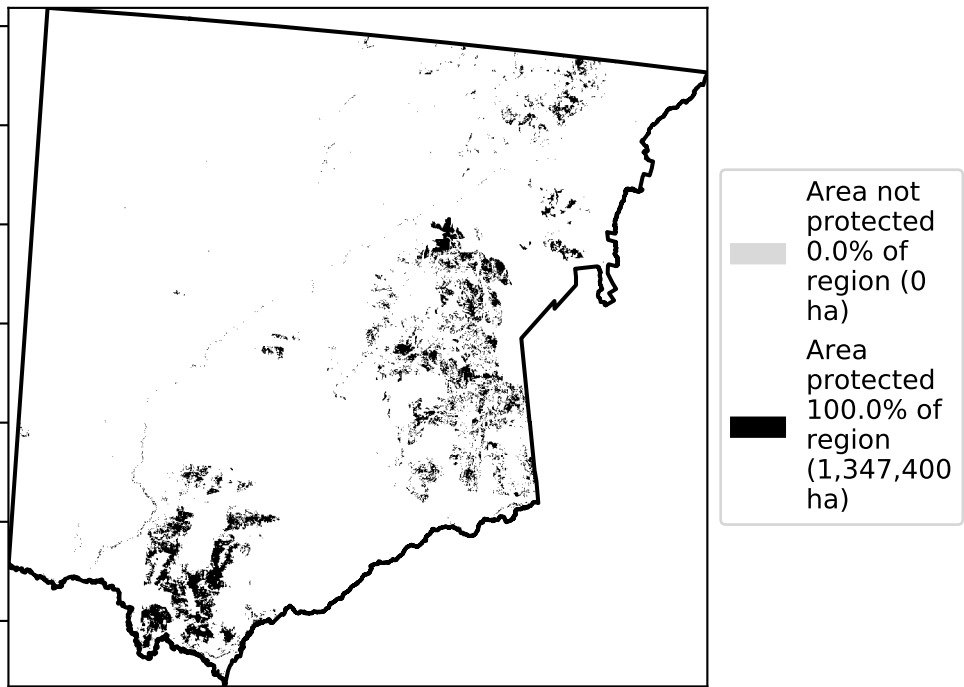 Area not
protected
0.0% of
region (0
ha)
Area
protected
100.0% of
region
(1,347,400
ha)